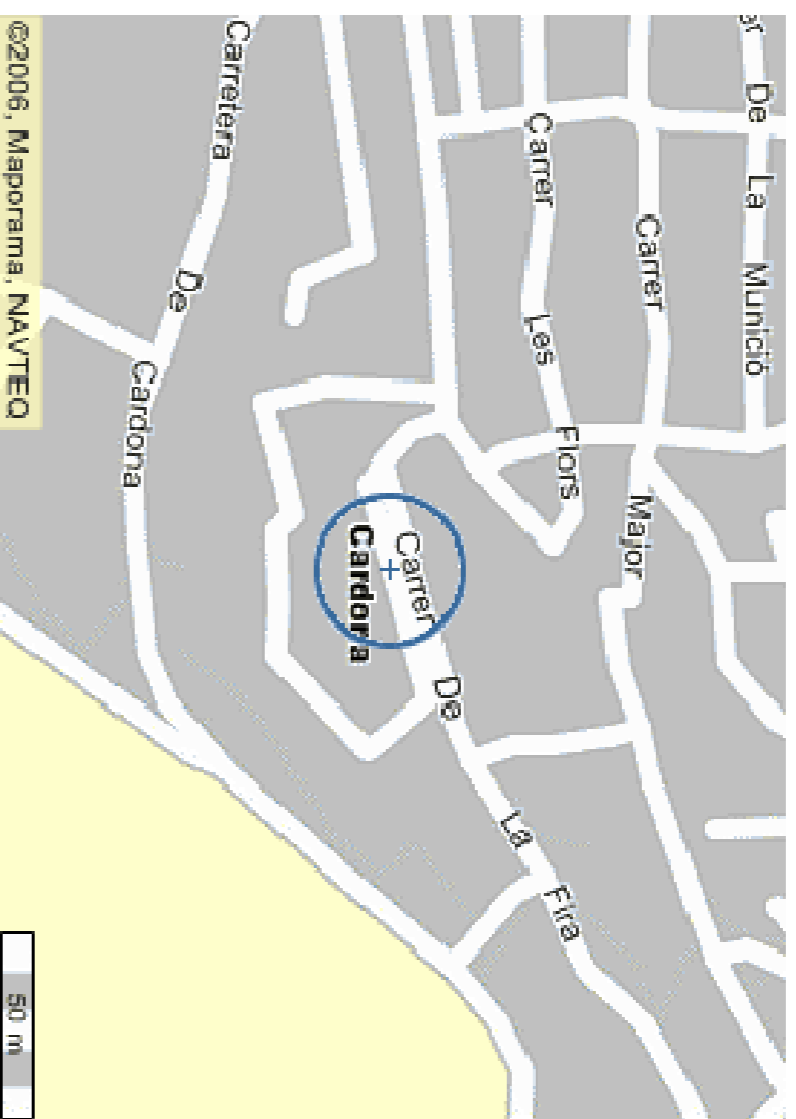 De La Munició
Carrer Major
Carrer Les Flors
Carrer De La Fira
Cardona
Carretera De Cardona
©2006, Maporama, NAVTEQ
50 m